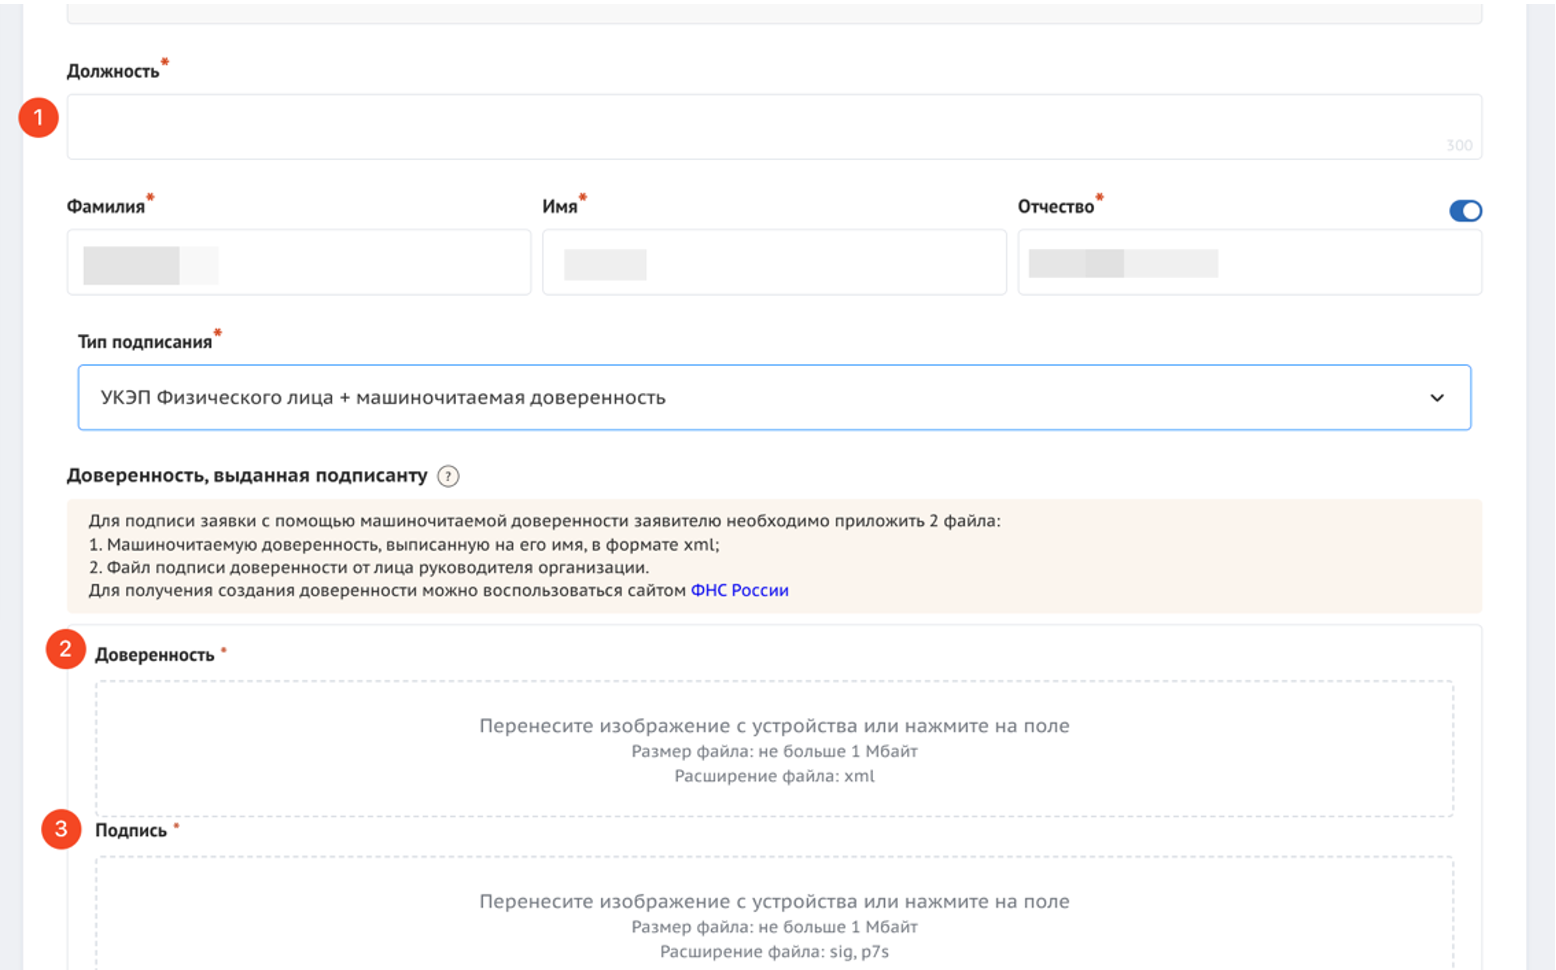 Должность*
1
300
Фамилия*
Имя*
Отчество*
Тип подписания*
УКЭП Физического лица + машиночитаемая доверенность
Доверенность, выданная подписанту ?
Для подписи заявки с помощью машиночитаемой доверенности заявителю необходимо приложить 2 файла:
1. Машиночитаемую доверенность, выписанную на его имя, в формате xml;
2. Файл подписи доверенности от лица руководителя организации.
Для получения создания доверенности можно воспользоваться сайтом ФНС России
2
Доверенность *
Перенесите изображение с устройства или нажмите на поле
Размер файла: не больше 1 Мбайт
Расширение файла: xml
3
Подпись *
Перенесите изображение с устройства или нажмите на поле
Размер файла: не больше 1 Мбайт
Расширение файла: sig, p7s